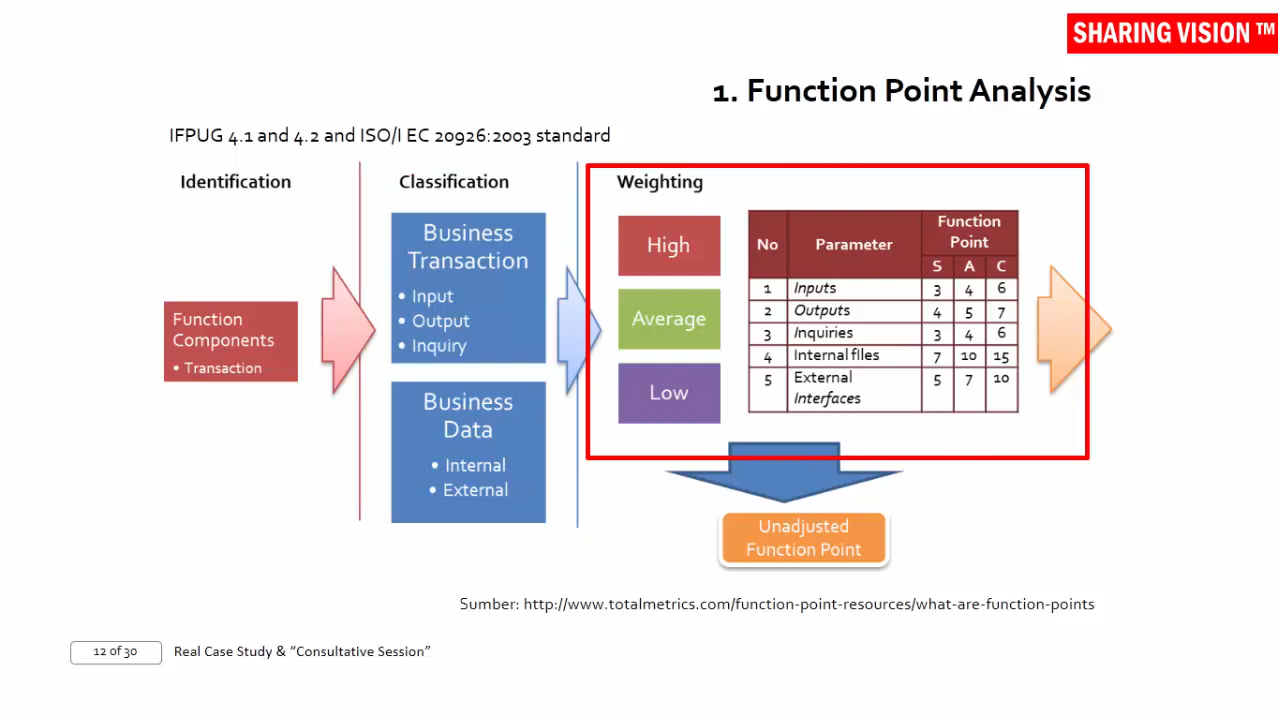 SHARING VISION ™
1. Function Point Analysis
IFPUG 4.1 and 4.2 and ISO/I EC 20926:2003 standard
Identification
Function
Components
• Transaction
Classification
Business
Transaction
• Input
• Output
• Inquiry
Business
Data
• Internal
• External
Weighting
High
Average
Low
No Parameter Function
Point
S A C
1 Inputs 3 4 6
2 Outputs 4 5 7
3 Inquiries 3 4 6
4 Internal files 7 10 15
5 External 5 7 10
Interfaces
Unadjusted
Function Point
Sumber: http://www.totalmetrics.com/function-point-resources/what-are-function-points
12 of 30 Real Case Study & “Consultative Session”